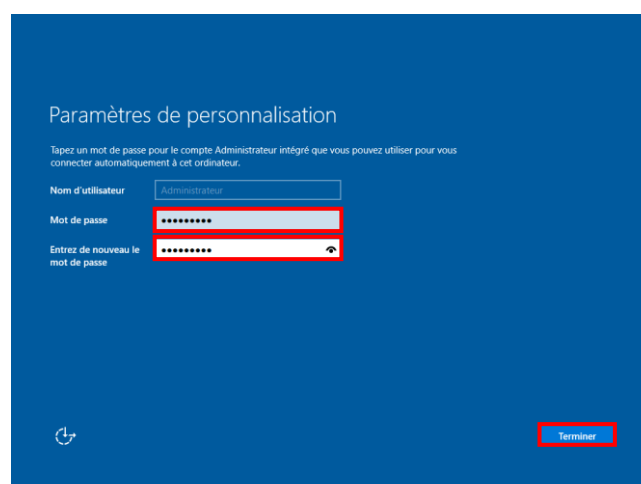 Paramètres de personnalisation
Tapez un mot de passe pour le compte Administrateur intégré que vous pouvez utiliser pour vous
connecter automatiquement à cet ordinateur.
Nom d'utilisateur Administrateur
Mot de passe •••••••••
Entrez de nouveau le •••••••••
mot de passe
Terminer